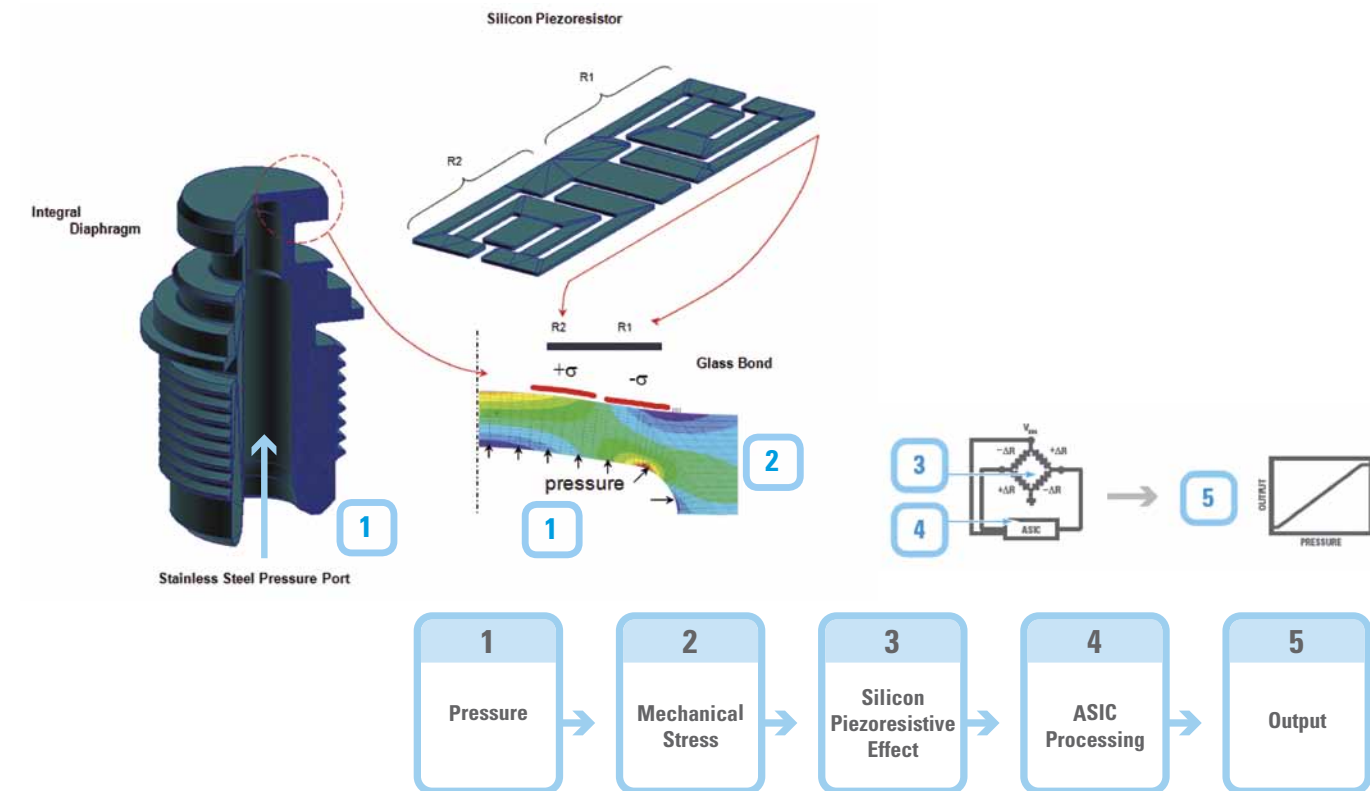 Silicon Piezoresistor
R1
R2
Integral
Diaphragm
R2
R1
Glass Bond
+σ
-σ
2
pressure
1
1
Stainless Steel Pressure Port
3
4
−ΔR
+ΔR
+ΔR
−ΔR
ASIC
5
OUTPUT
PRESSURE
1
Pressure
2
Mechanical
Stress
3
Silicon
Piezoresistive
Effect
4
ASIC
Processing
5
Output